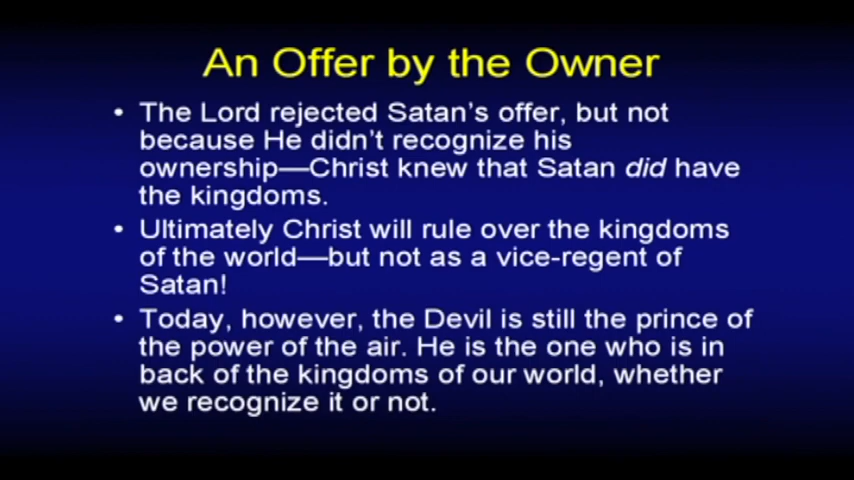 An Offer by the Owner
• The Lord rejected Satan's offer, but not
because He didn't recognize his
ownership—Christ knew that Satan did have
the kingdoms.
• Ultimately Christ will rule over the kingdoms
of the world—but not as a vice-regent of
Satan!
• Today, however, the Devil is still the prince of
the power of the air. He is the one who is in
back of the kingdoms of our world, whether
we recognize it or not.